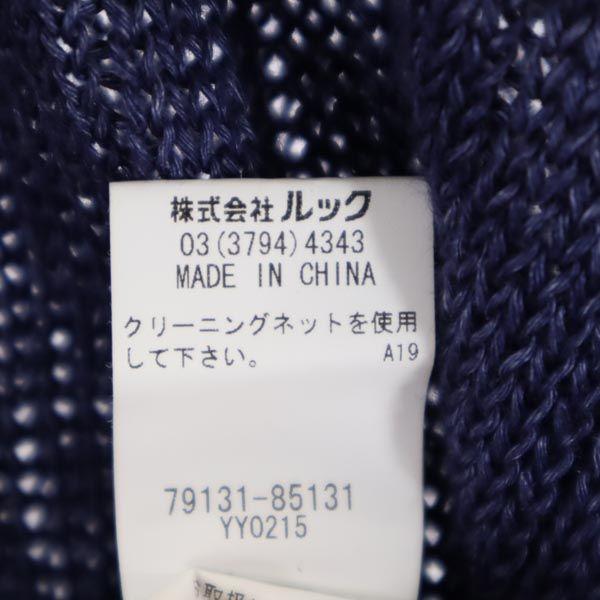 株式会社 ルック
03(3794)4343
MADE IN CHINA
クリーニングネットを使用
して下さい。 A19
79131-85131
YY0215